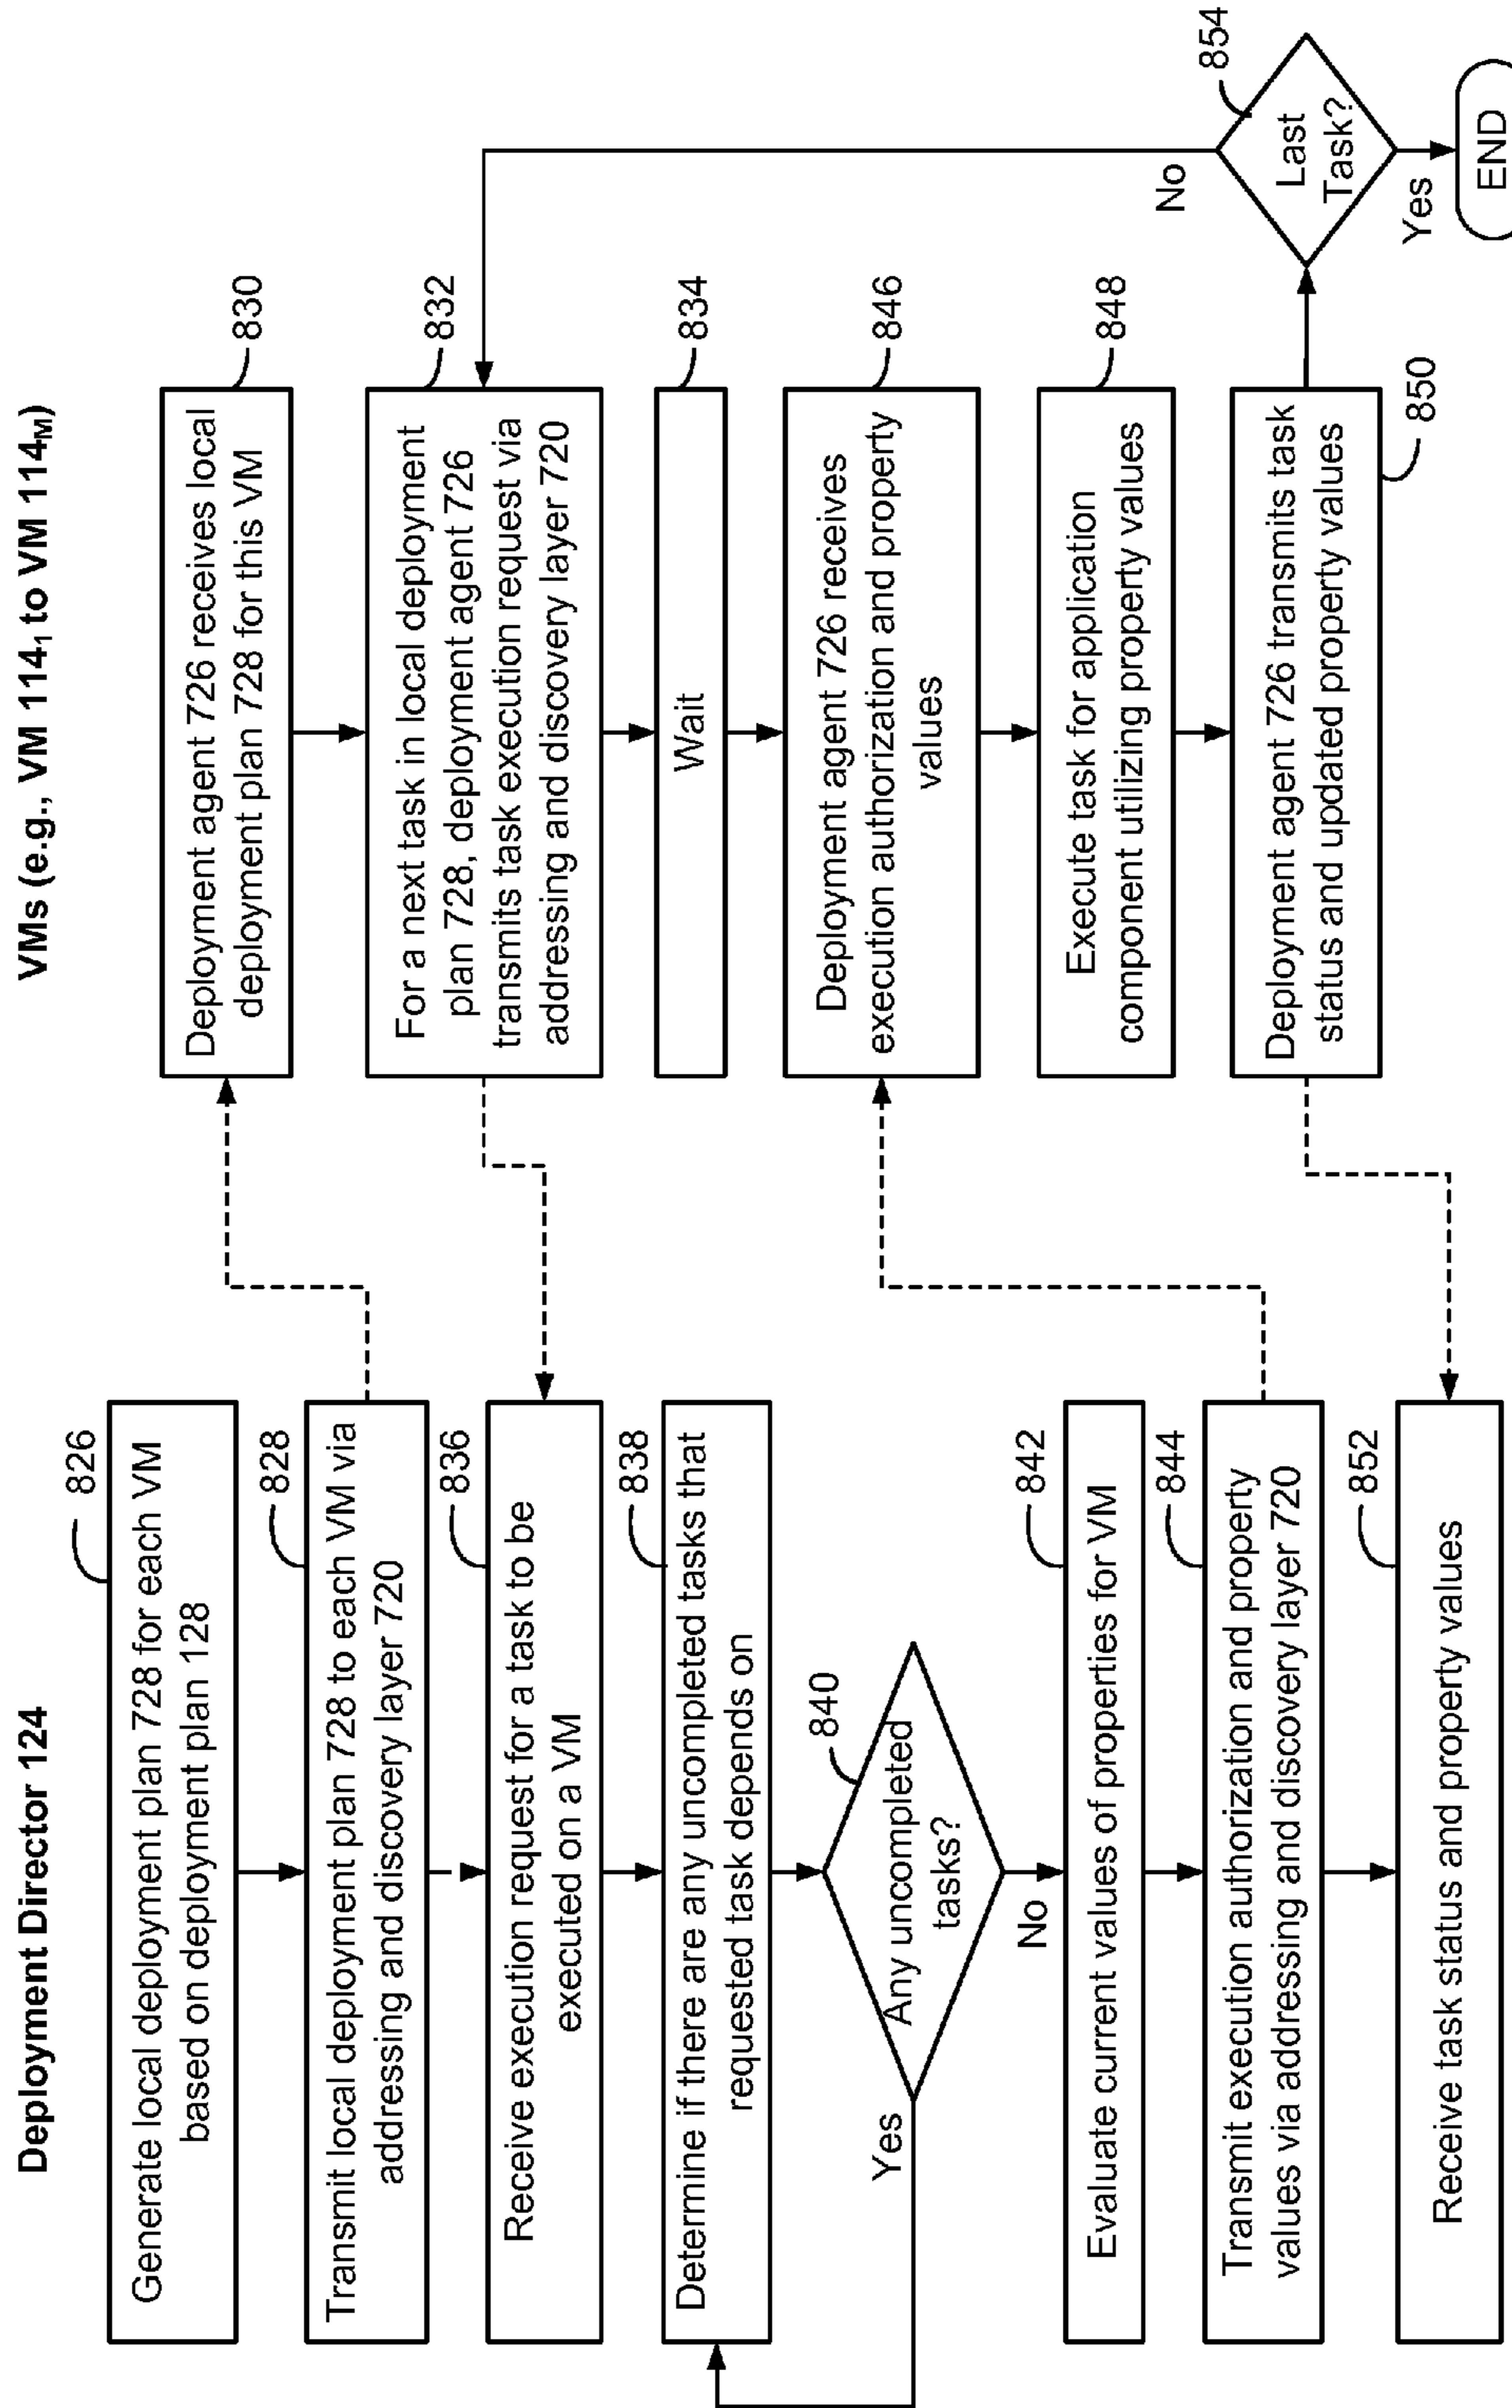 Deployment Director 124
826
Generate local deployment plan 728 for each VM
based on deployment plan 128
828
Transmit local deployment plan 728 to each VM via
addressing and discovery layer 720
836
Receive execution request for a task to be
executed on a VM
838
Determine if there are any uncompleted tasks that
requested task depends on
840
Any uncompleted
tasks?
Yes
No
842
Evaluate current values of properties for VM
844
Transmit execution authorization and property
values via addressing and discovery layer 720
852
Receive task status and property values
VMs (e.g., VM 114₁ to VM 114ₘ)
Deployment agent 726 receives local
deployment plan 728 for this VM
830
For a next task in local deployment
plan 728, deployment agent 726
transmits task execution request via
addressing and discovery layer 720
832
Wait
834
Deployment agent 726 receives
execution authorization and property
values
846
Execute task for application
component utilizing property values
848
Deployment agent 726 transmits task
status and updated property values
850
854
Last
Task?
No
Yes
END